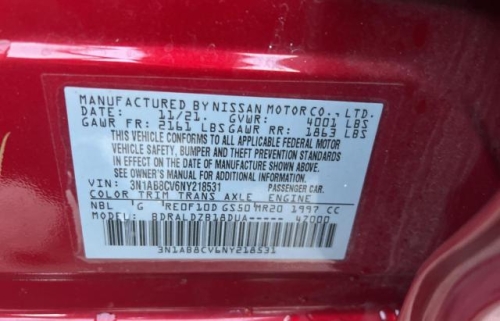 MANUFACTURED BY NISSAN MOTOR CO., LTD.
DATE: 11/21. GVWR: 4001 LBS
GAWR FR: 2161 LBS GAWR RR: 1863 LBS
THIS VEHICLE CONFORMS TO ALL APPLICABLE FEDERAL MOTOR
VEHICLE SAFETY, BUMPER AND THEFT PREVENTION STANDARDS
IN EFFECT ON THE DATE OF MANUFACTURE SHOWN ABOVE.
SEE OWNER'S MANUAL FOR ADDITIONAL INFORMATION.
VIN: 3N1AB8CV6NY218531 PASSENGER CAR.
COLOR TRIM TRANS AXLE ENGINE
NBL G RE0F10D GS50 MR20 1997 CC
MODEL: BDRALDZB18DUA----- 47000
3N1AB8CV6NY218531